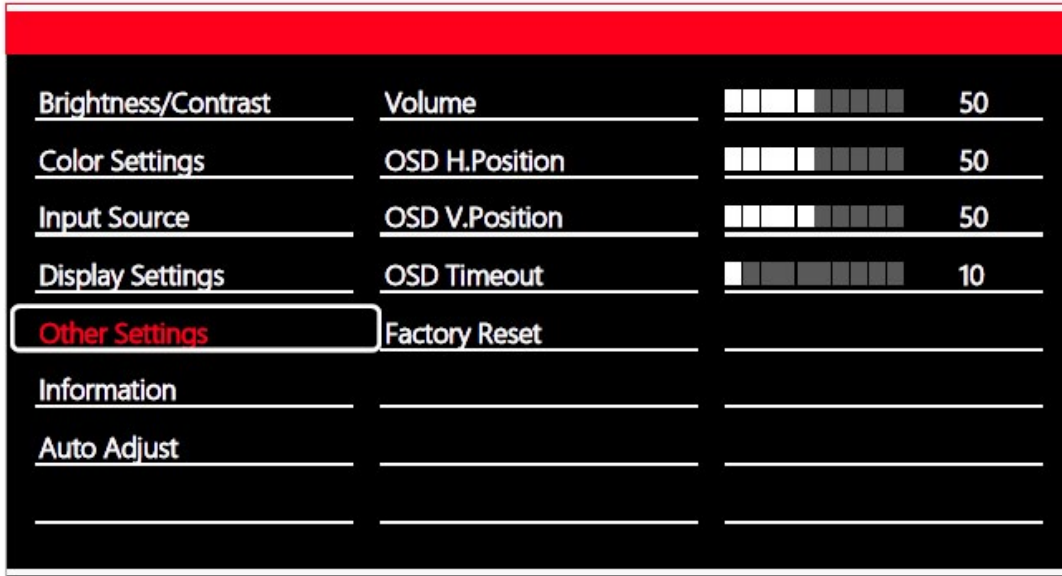 Brightness/Contrast Volume 50
Color Settings OSD H.Position 50
Input Source OSD V.Position 50
Display Settings OSD Timeout 10
Other Settings Factory Reset
Information
Auto Adjust